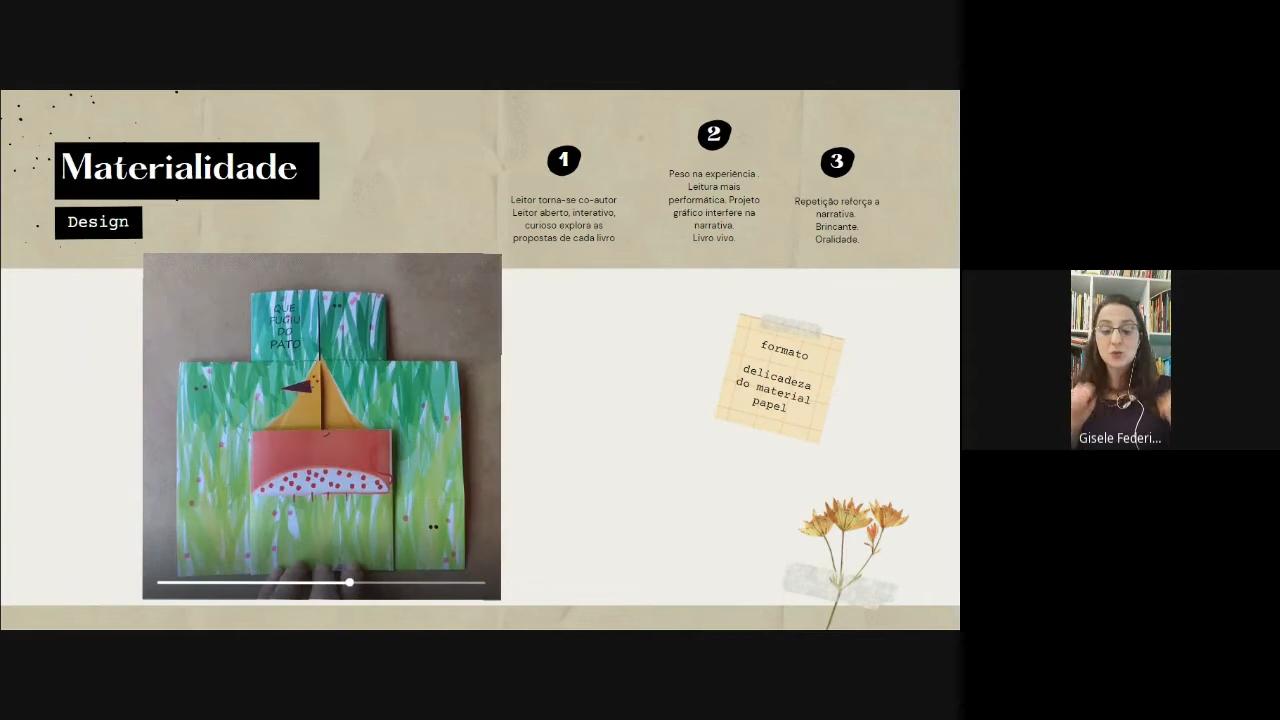 Materialidade
Design
1
Leitor torna-se co-autor
Leitor aberto, interativo,
curioso explora as
propostas de cada livro
2
Peso na experiência .
Leitura mais
performática. Projeto
gráfico interfere na
narrativa.
Livro vivo.
3
Repetição reforça a
narrativa.
Brincante.
Oralidade.
QUE
FUGIU
DO
PATO
formato
delicadeza
do material
papel
Gisele Federi...